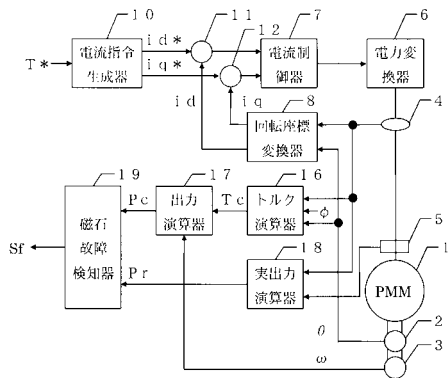 10
11
12
7
6
T*
電流指令
生成器
id*
iq*
電流制
御器
電力変
換器
id
iq
8
回転座標
変換器
4
19
17
16
Pc
出力
演算器
Tc
トルク
演算器
φ
磁石
故障
検知器
Sf
18
5
1
Pr
実出力
演算器
PMM
θ
2
ω
3